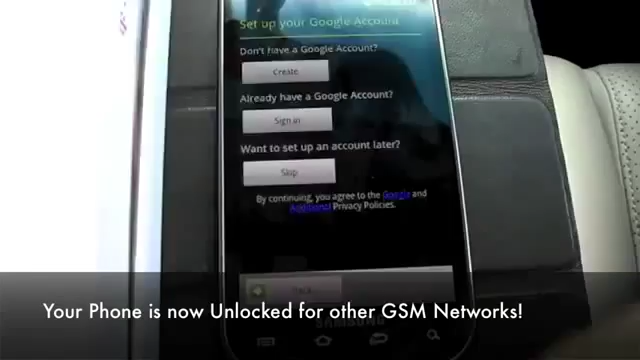 Set up your Google Account
Don't have a Google Account?
Create
Already have a Google Account?
Sign in
Want to set up an account later?
Skip
By continuing, you agree to the Google and
Additional Privacy Policies.
Back
Your Phone is now Unlocked for other GSM Networks!
SAMSUNG